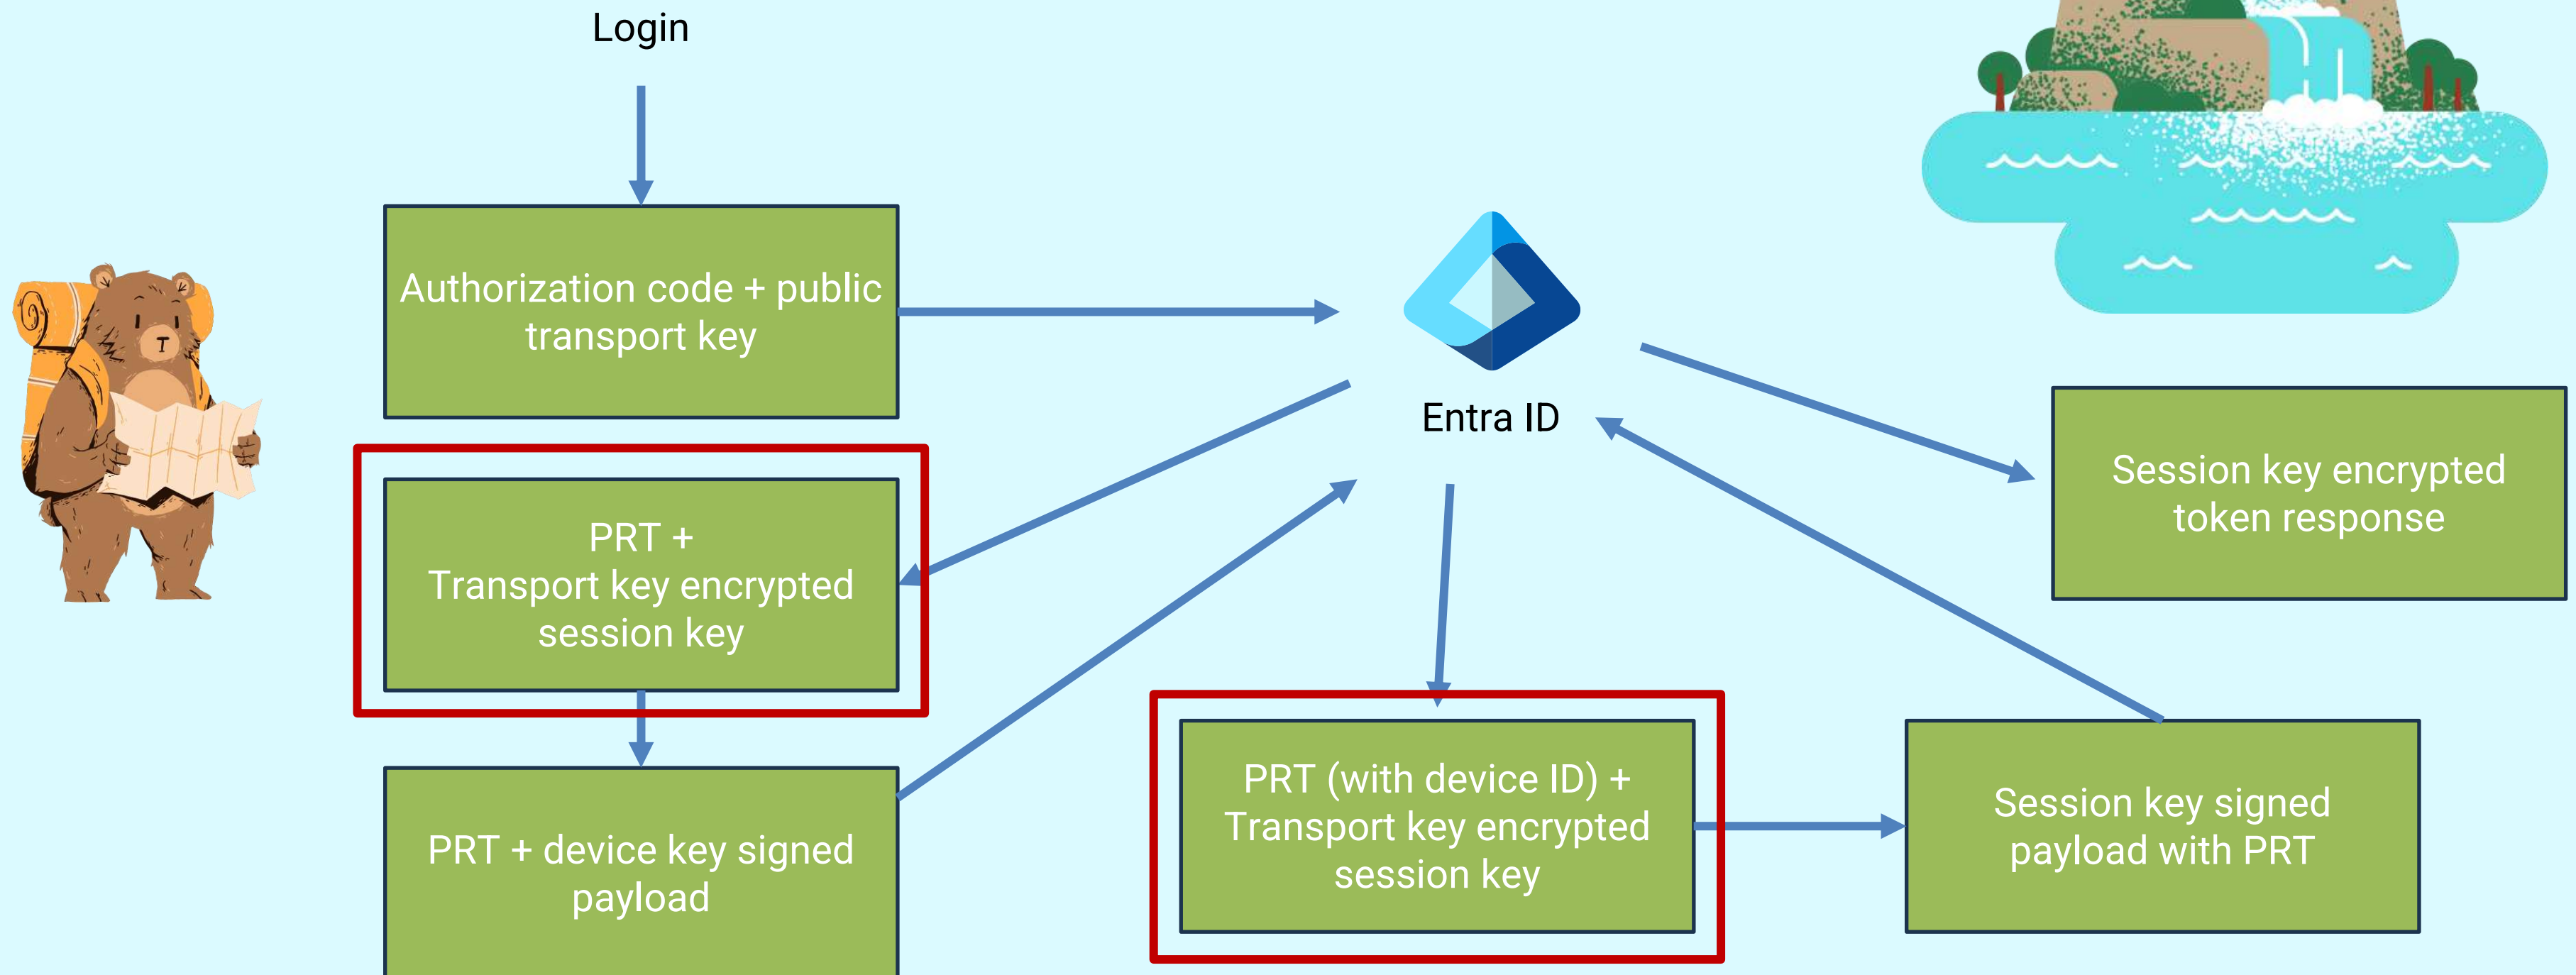 Login
Authorization code + public
transport key
Entra ID
PRT +
Transport key encrypted
session key
Session key encrypted
token response
PRT + device key signed
payload
PRT (with device ID) +
Transport key encrypted
session key
Session key signed
payload with PRT